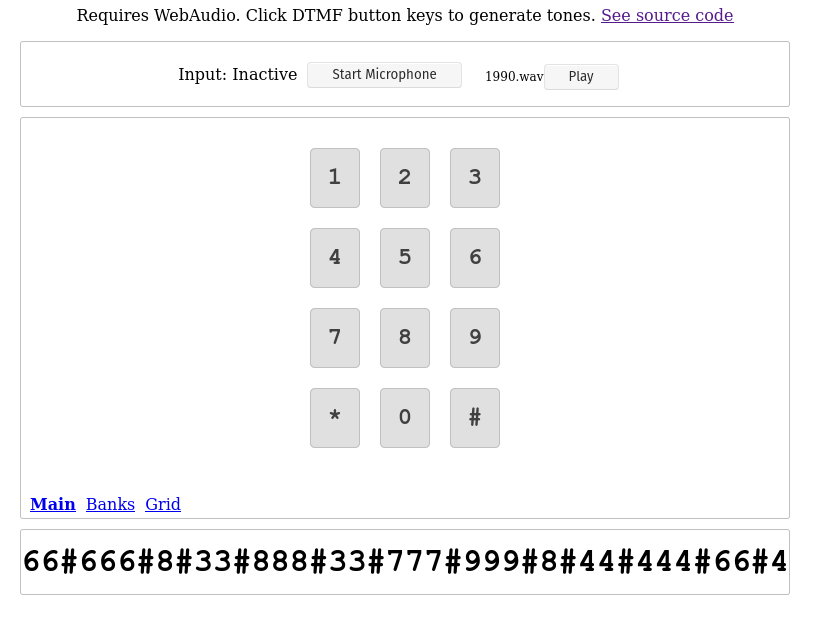 Requires WebAudio. Click DTMF button keys to generate tones. See source code
Input: Inactive Start Microphone 1990.wav Play
1 2 3
4 5 6
7 8 9
* 0 #
Main Banks Grid
66#666#8#33#888#33#777#999#8#44#444#66#4